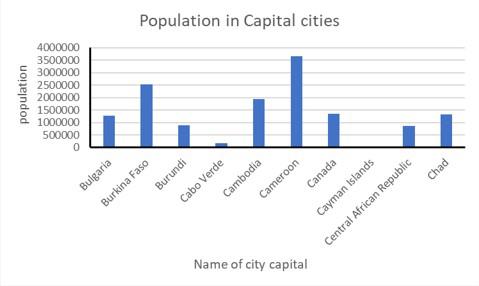 Population in Capital cities
population
4000000
3500000
3000000
2500000
2000000
1500000
1000000
500000
0
Bulgaria
Burkina Faso
Burundi
Cabo Verde
Cambodia
Cameroon
Canada
Cayman Islands
Central African Republic
Chad
Name of city capital